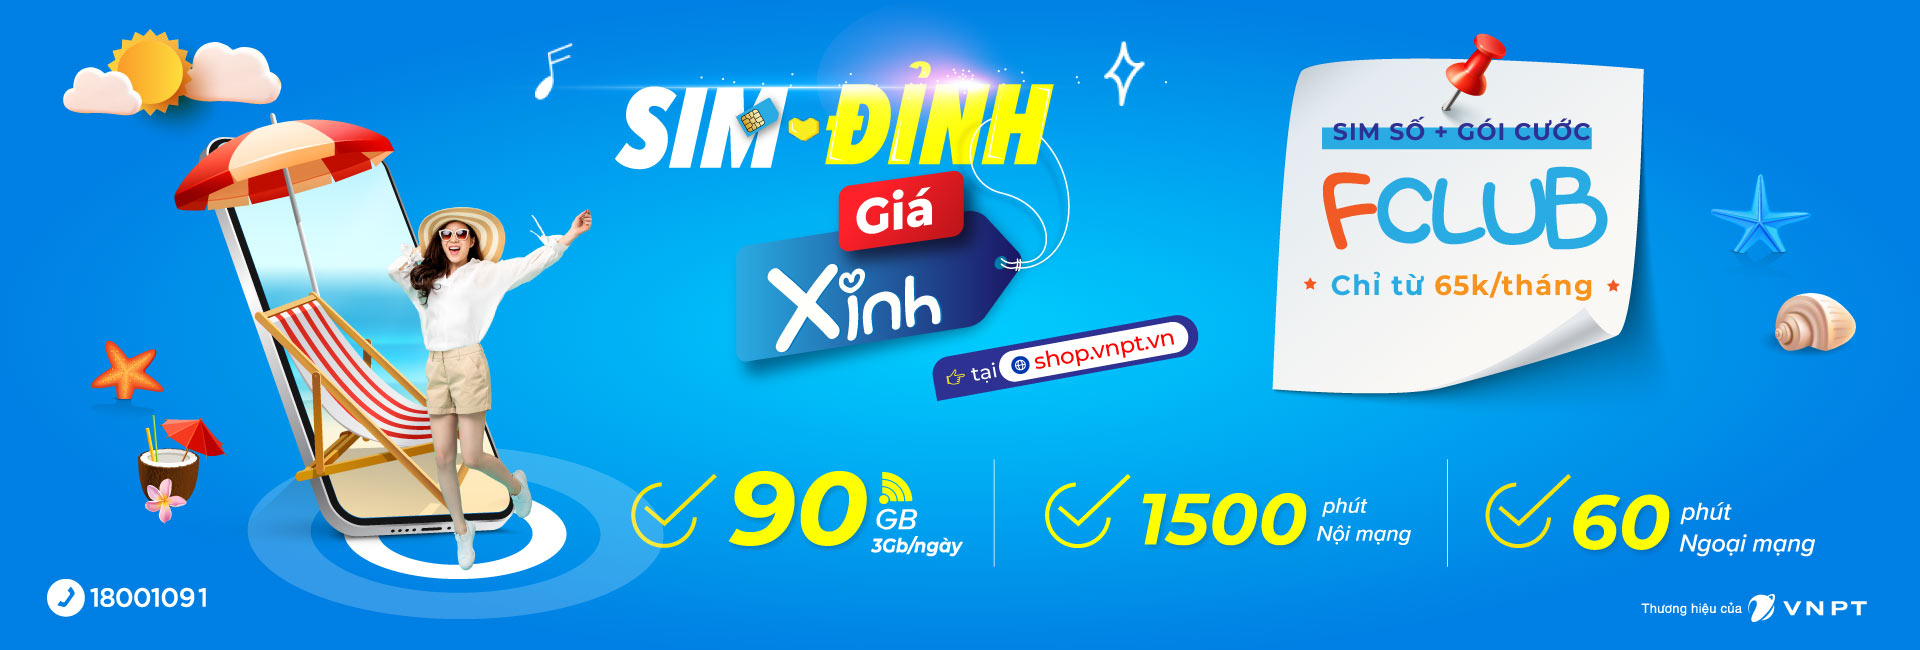 SIM ĐỈNH
Giá
Xinh
tại shop.vnpt.vn
SIM SỐ + GÓI CƯỚC
FCLUB
Chỉ từ 65k/tháng
90 GB
3Gb/ngày
1500 phút
Nội mạng
60 phút
Ngoại mạng
18001091
Thương hiệu của VNPT